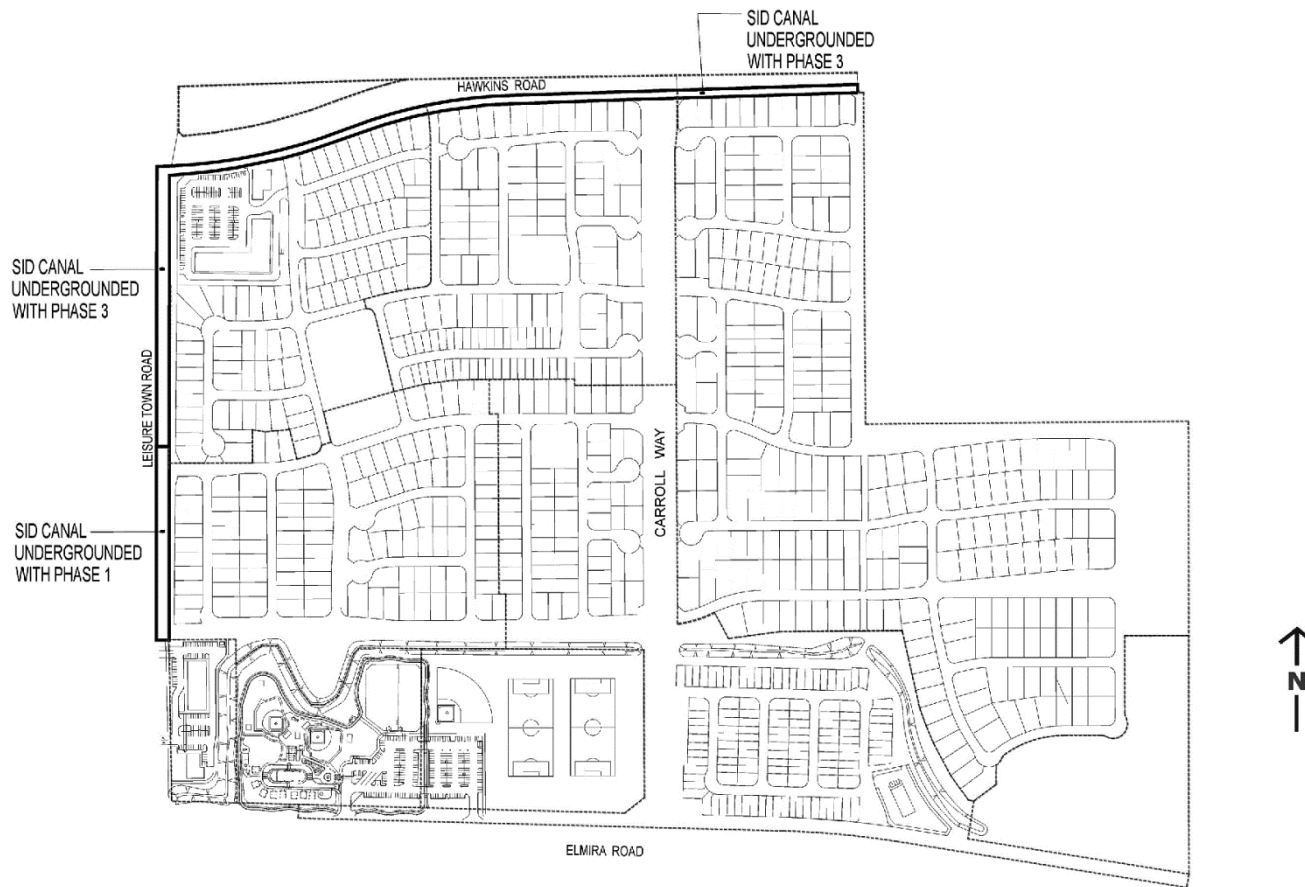 SID CANAL
UNDERGROUNDED
WITH PHASE 3
HAWKINS ROAD
SID CANAL
UNDERGROUNDED
WITH PHASE 3
LEISURE TOWN ROAD
CARROLL WAY
SID CANAL
UNDERGROUNDED
WITH PHASE 1
N
ELMIRA ROAD